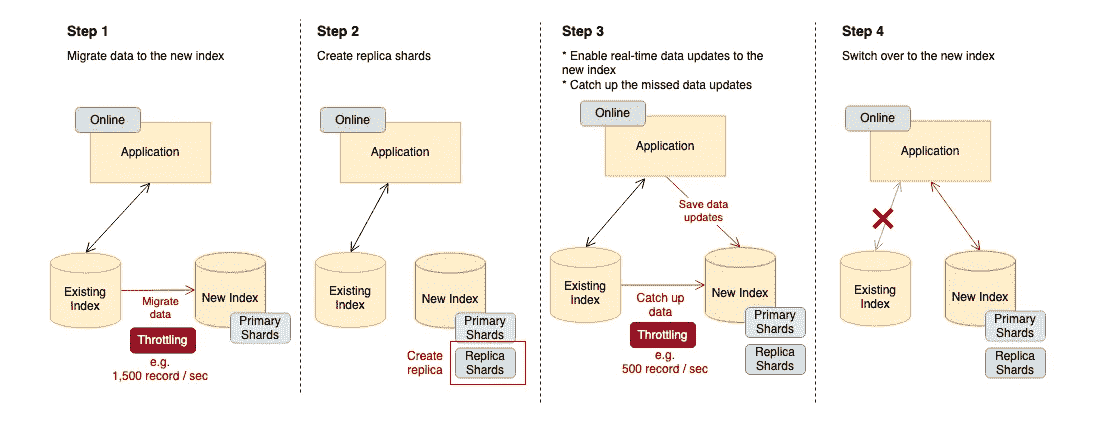 Step 1
Migrate data to the new index
Online
Application
Existing
Index
Migrate
data
Throttling
e.g.
1,500 record / sec
New Index
Primary
Shards
Step 2
Create replica shards
Online
Application
Existing
Index
New Index
Primary
Shards
Create
replica
Replica
Shards
Step 3
* Enable real-time data updates to the
new index
* Catch up the missed data updates
Online
Application
Save data
updates
Existing
Index
Catch up
data
Throttling
e.g.
500 record / sec
New Index
Primary
Shards
Replica
Shards
Step 4
Switch over to the new index
Online
Application
Existing
Index
New Index
Primary
Shards
Replica
Shards